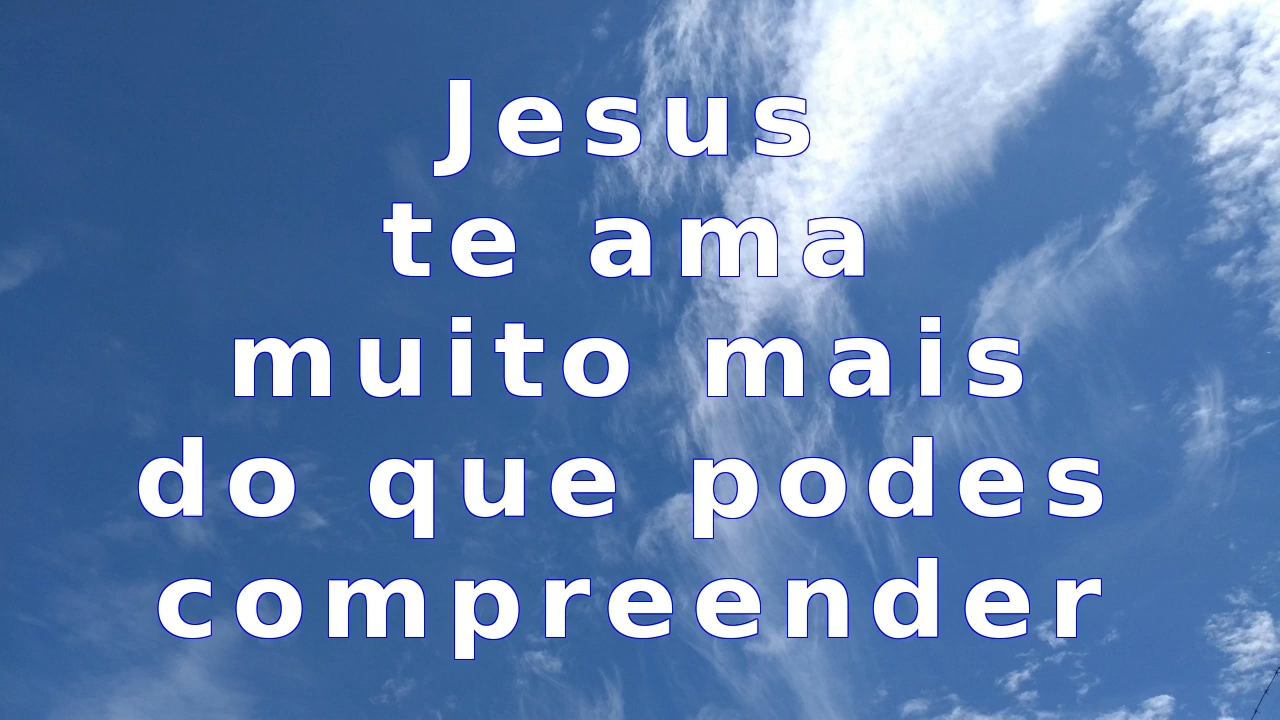 Jesus
te ama
muito mais
do que podes
compreender